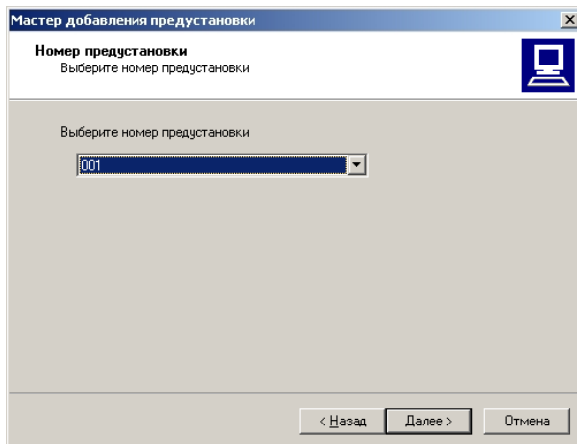 Мастер добавления предустановки
Номер предустановки
Выберите номер предустановки
Выберите номер предустановки
001
< Назад
Далее >
Отмена